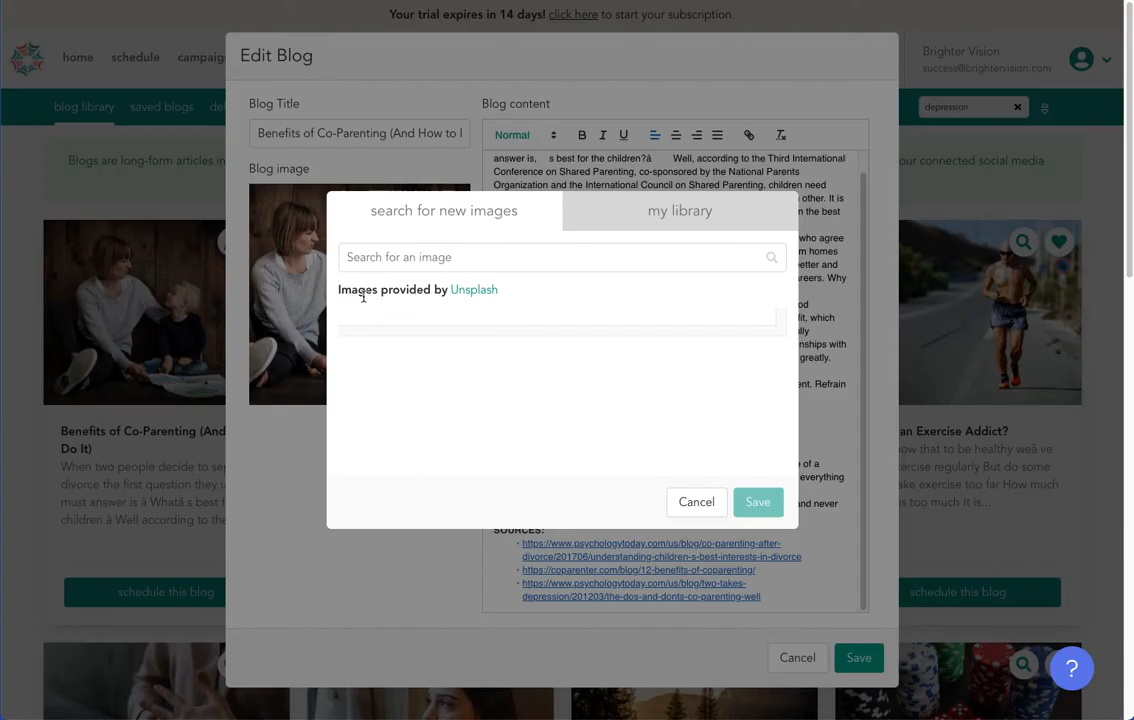 Your trial expires in 14 days! click here to start your subscription.
home schedule campaig
Brighter Vision
success@brightervision.com
blog library saved blogs del
depression
Blogs are long-form articles in
our connected social media
Edit Blog
Blog Title
Benefits of Co-Parenting (And How to I
Blog image
Blog content
Normal B I U
answer is, s best for the children?â Well, according to the Third International
Conference on Shared Parenting, co-sponsored by the National Parents
Organization and the International Council on Shared Parenting, children need
other. It is
n the best
who agree
m homes
etter and
areers. Why
od
fit, which
ully
nships with
greatly.
ent. Refrain
e of a
everything
and never
SOURCES:
https://www.psychologytoday.com/us/blog/co-parenting-after-
divorce/201706/understanding-children-s-best-interests-in-divorce
https://coparenter.com/blog/12-benefits-of-coparenting/
https://www.psychologytoday.com/us/blog/two-takes-
depression/201203/the-dos-and-donts-co-parenting-well
Cancel Save
search for new images my library
Search for an image
Images provided by Unsplash
Cancel Save
Benefits of Co-Parenting (And
Do It)
When two people decide to sep
divorce the first question they u
must answer is â Whatâ s best f
children â Well according to the
schedule this blog
an Exercise Addict?
now that to be healthy weâ ve
ercise regularly But do some
ake exercise too far How much
s too much It is...
schedule this blog
?